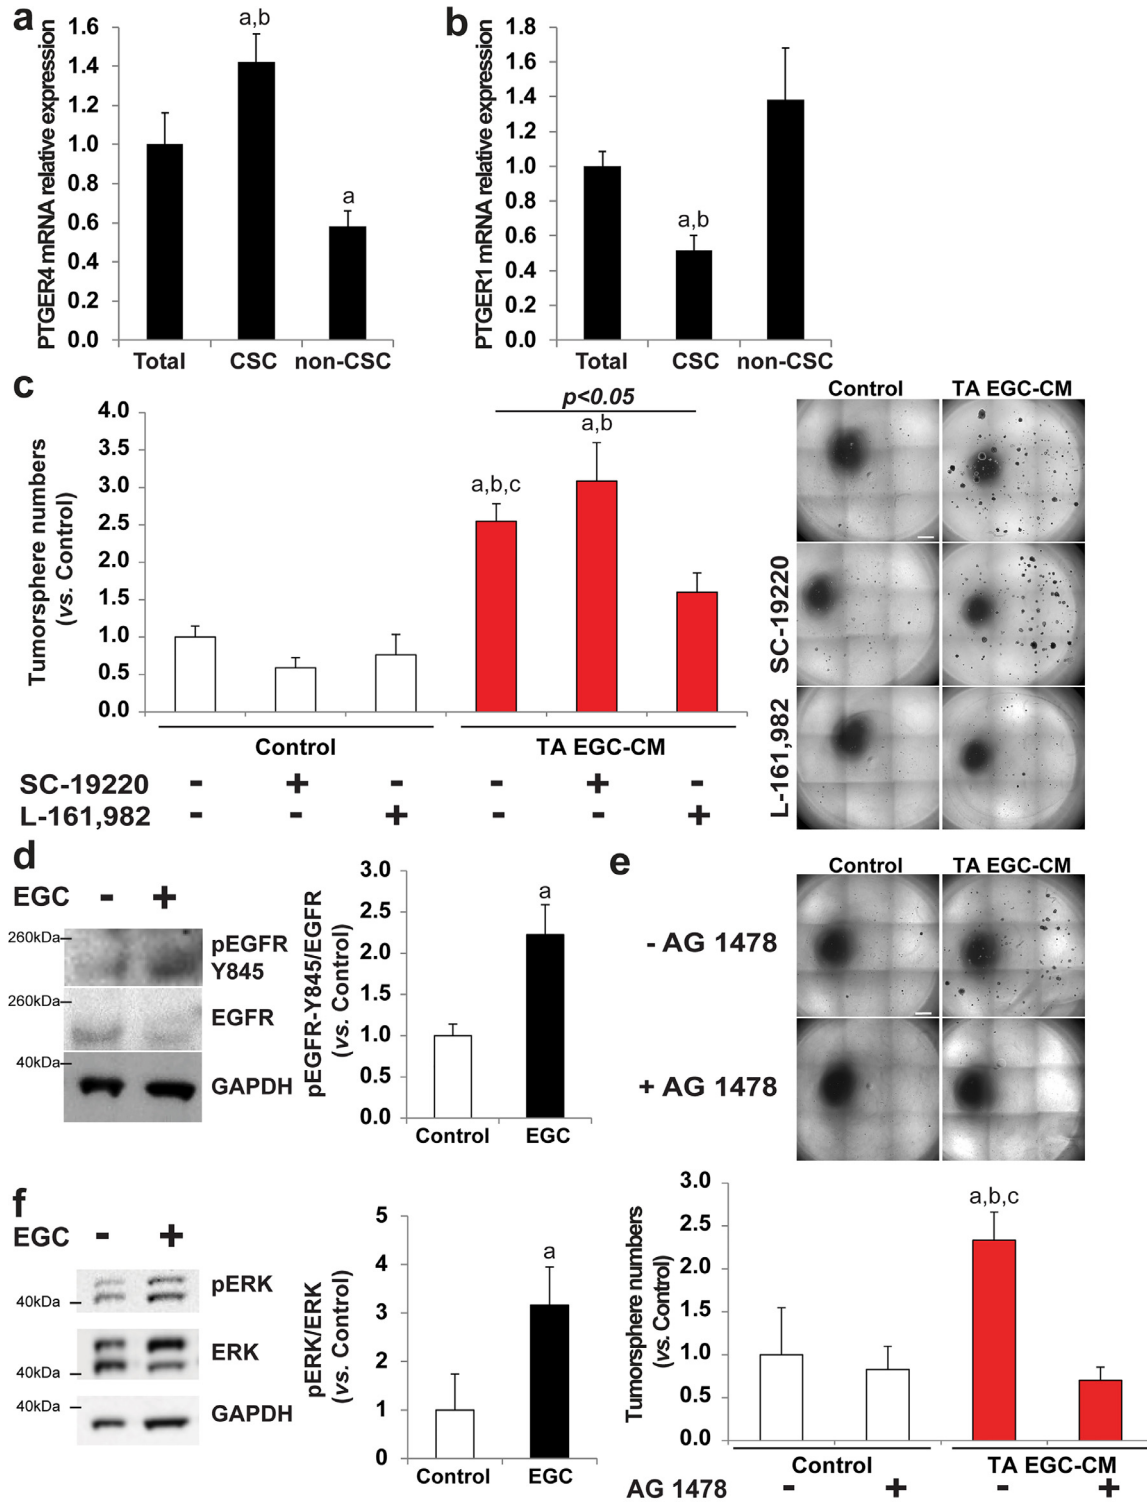 a
PTGER4 mRNA relative expression
1.6
1.4
1.2
1.0
0.8
0.6
0.4
0.2
0.0
a,b
a
Total CSC non-CSC
b
PTGER1 mRNA relative expression
1.8
1.6
1.4
1.2
1.0
0.8
0.6
0.4
0.2
0.0
a,b
Total CSC non-CSC
c
Tumorsphere numbers
(vs. Control)
4.0
3.5
3.0
2.5
2.0
1.5
1.0
0.5
0.0
p<0.05
a,b,c
a,b
Control TA EGC-CM
SC-19220 - + - - + -
L-161,982 - - + - - +
Control TA EGC-CM
SC-19220
L-161,982
d
EGC - +
260kDa
pEGFR
Y845
260kDa
EGFR
40kDa
GAPDH
pEGFR-Y845/EGFR
(vs. Control)
3.0
2.5
2.0
1.5
1.0
0.5
0.0
a
Control EGC
e
Control TA EGC-CM
- AG 1478
+ AG 1478
Tumorsphere numbers
(vs. Control)
3.0
2.5
2.0
1.5
1.0
0.5
0.0
a,b,c
Control TA EGC-CM
AG 1478 - + - +
f
EGC - +
pERK
40kDa
ERK
40kDa
40kDa
GAPDH
pERK/ERK
(vs. Control)
5
4
3
2
1
0
a
Control EGC